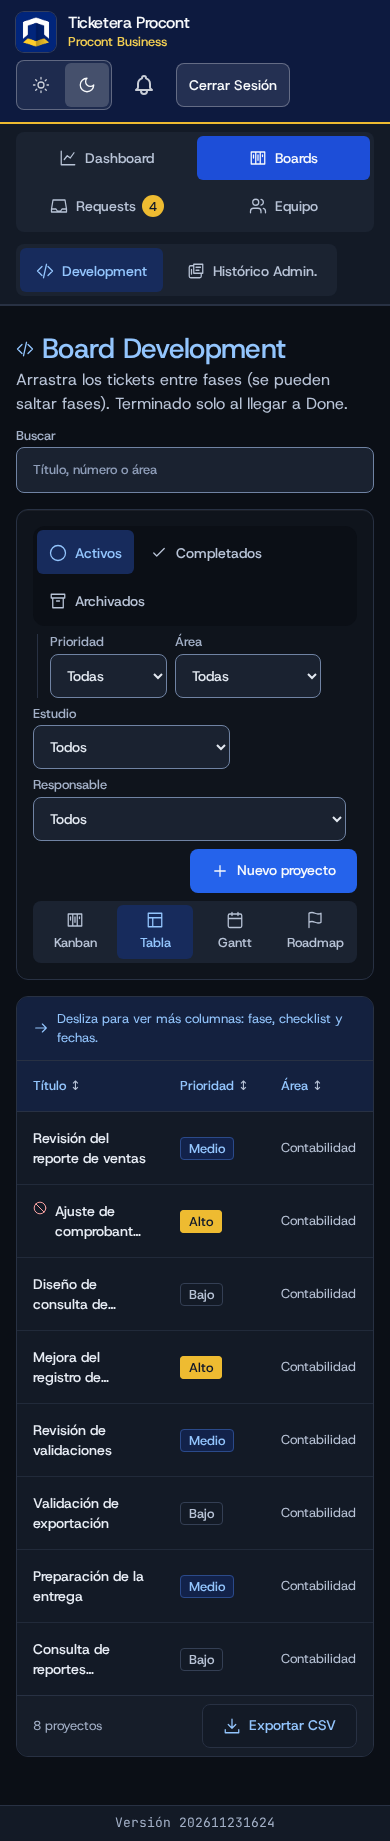 Ticketera Procont
Procont Business
Cerrar Sesión
Dashboard
Boards
Requests 4
Equipo
Development
Histórico Admin.
Board Development
Arrastra los tickets entre fases (se pueden
saltar fases). Terminado solo al llegar a Done.
Buscar
Título, número o área
Activos
Completados
Archivados
Prioridad
Área
Todas
Todas
Estudio
Todos
Responsable
Todos
Nuevo proyecto
Kanban
Tabla
Gantt
Roadmap
Desliza para ver más columnas: fase, checklist y
fechas.
Título ↕ Prioridad ↕ Área ↕
Revisión del
reporte de ventas
Medio
Contabilidad
Ajuste de
comprobant...
Alto
Contabilidad
Diseño de
consulta de...
Bajo
Contabilidad
Mejora del
registro de...
Alto
Contabilidad
Revisión de
validaciones
Medio
Contabilidad
Validación de
exportación
Bajo
Contabilidad
Preparación de la
entrega
Medio
Contabilidad
Consulta de
reportes...
Bajo
Contabilidad
8 proyectos
Exportar CSV
Versión 202611231624